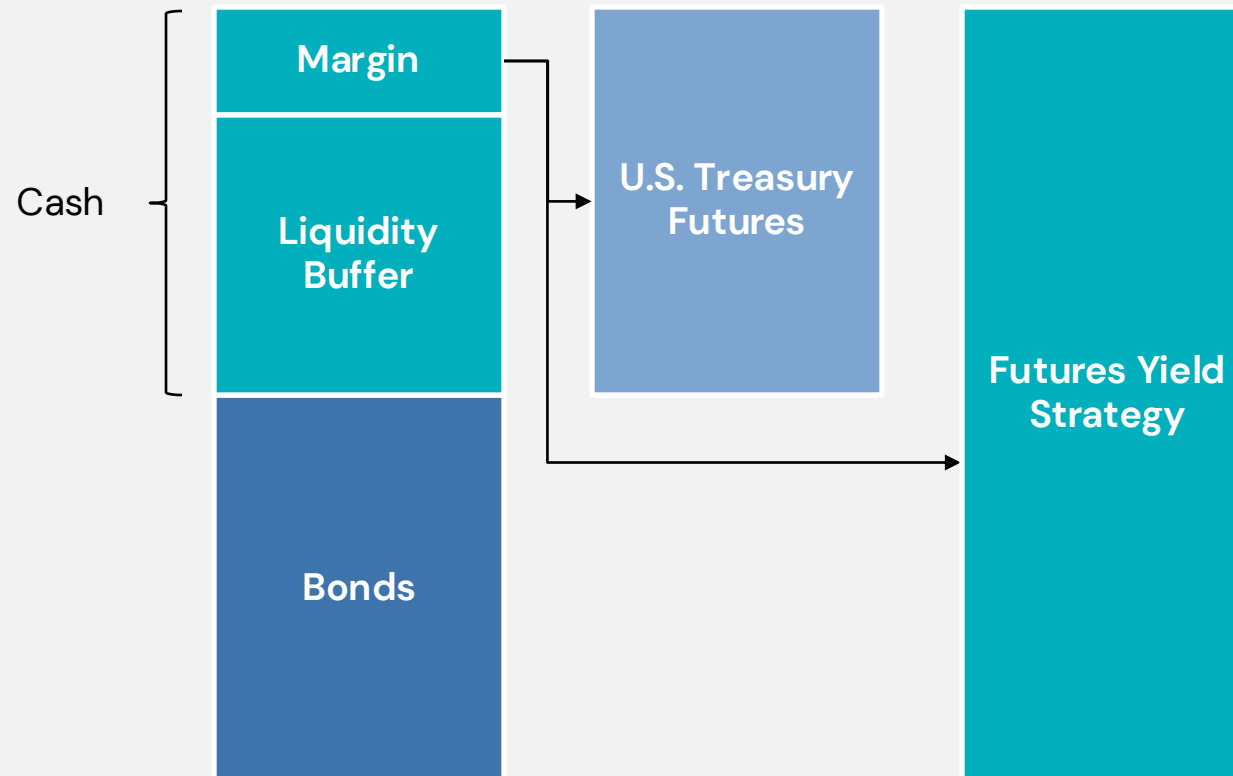 Margin
Cash
Liquidity
Buffer
Bonds
U.S. Treasury
Futures
Futures Yield
Strategy